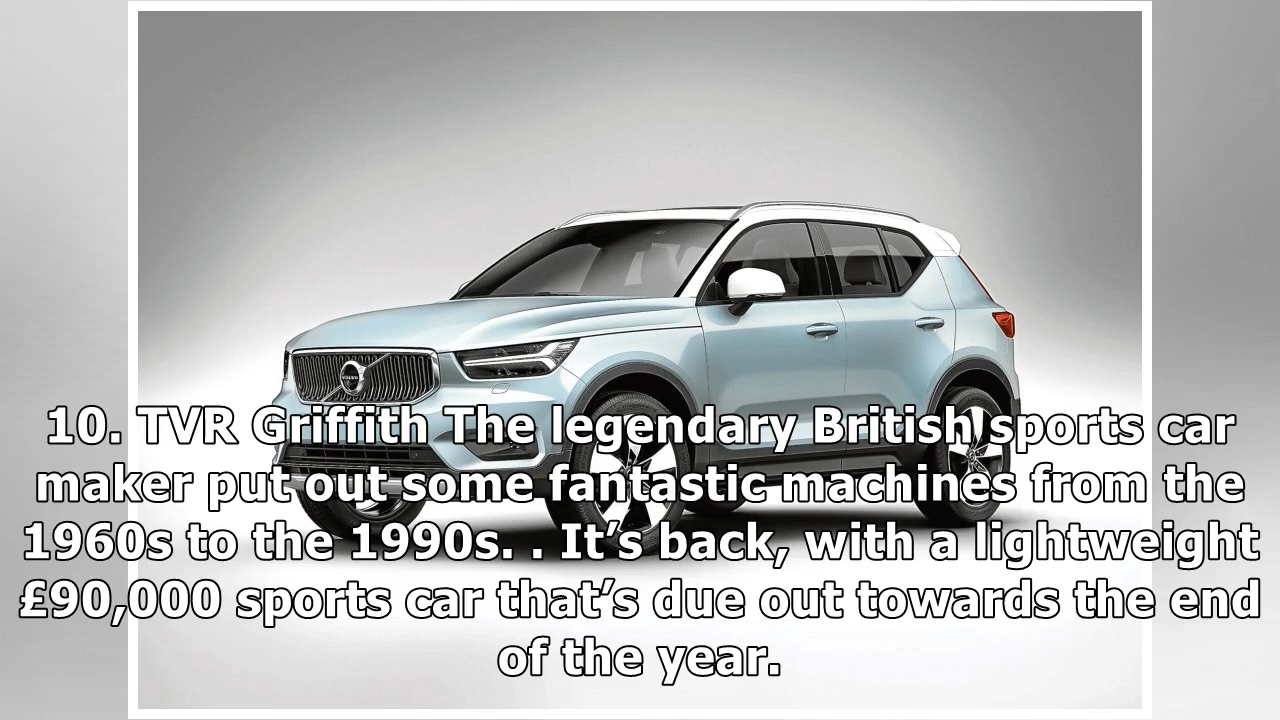 VOLVO
10. TVR Griffith The legendary British sports car
maker put out some fantastic machines from the
1960s to the 1990s. . It’s back, with a lightweight
£90,000 sports car that’s due out towards the end
of the year.